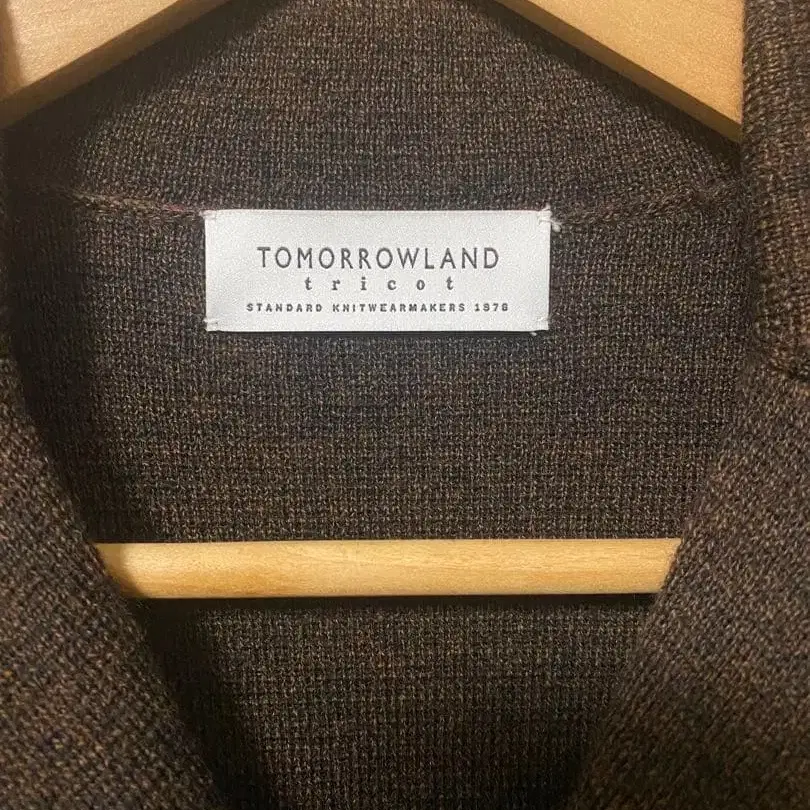 TOMORROWLAND
tricot
STANDARD KNITWEARMAKERS 1978